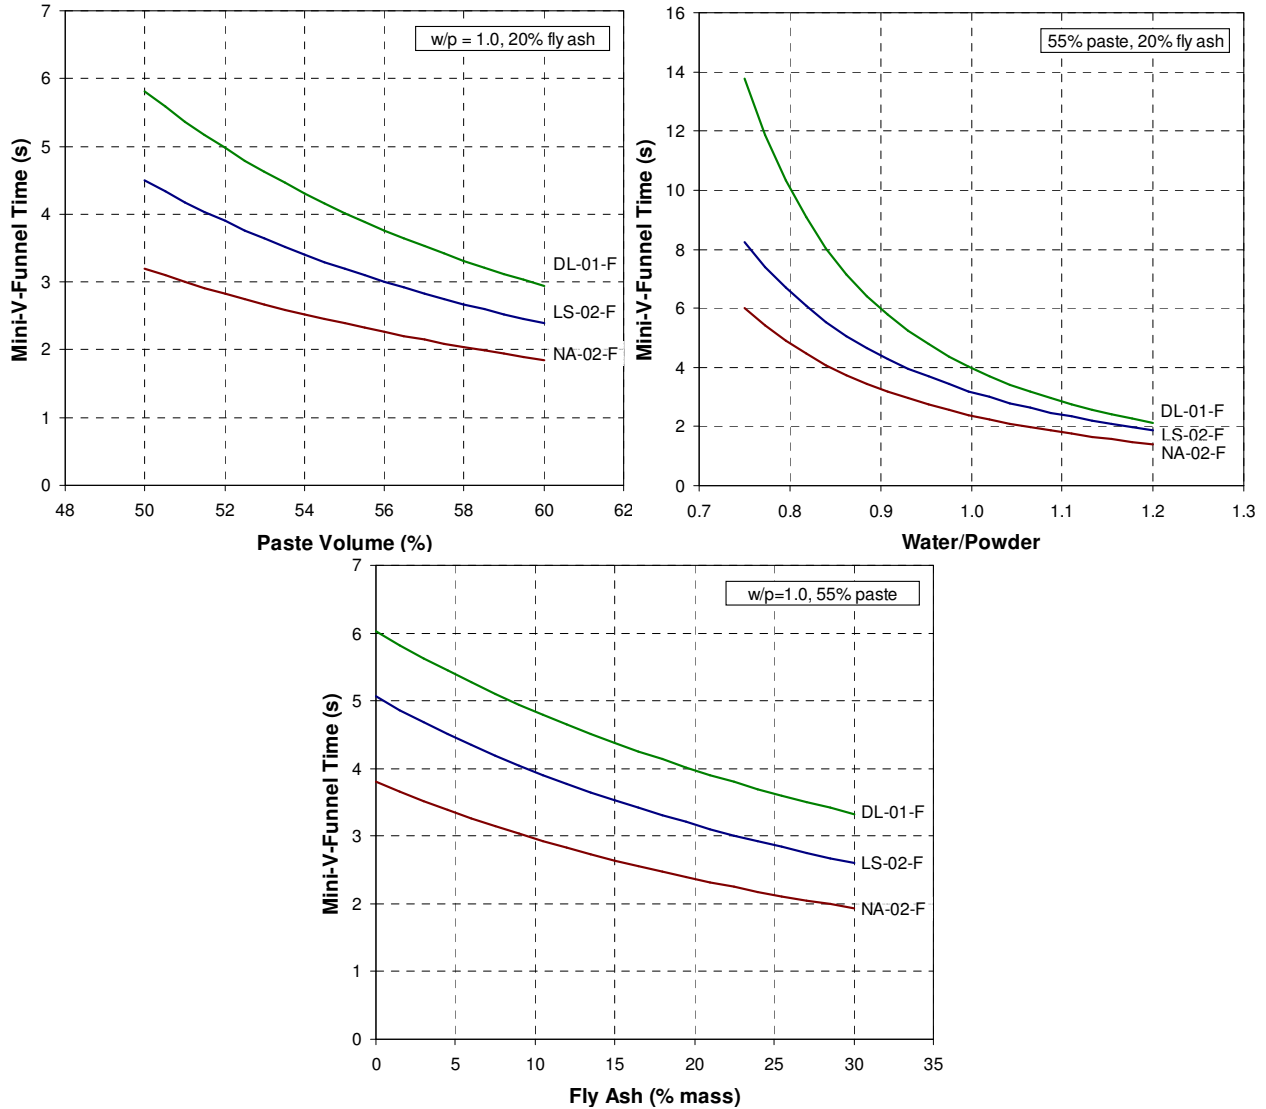 7
6
5
4
3
2
1
0
Mini-V-Funnel Time (s)
w/p = 1.0, 20% fly ash
DL-01-F
LS-02-F
NA-02-F
48 50 52 54 56 58 60 62
Paste Volume (%)
16
14
12
10
8
6
4
2
0
Mini-V-Funnel Time (s)
55% paste, 20% fly ash
DL-01-F
LS-02-F
NA-02-F
0.7 0.8 0.9 1.0 1.1 1.2 1.3
Water/Powder
7
6
5
4
3
2
1
0
Mini-V-Funnel Time (s)
w/p=1.0, 55% paste
DL-01-F
LS-02-F
NA-02-F
0 5 10 15 20 25 30 35
Fly Ash (% mass)